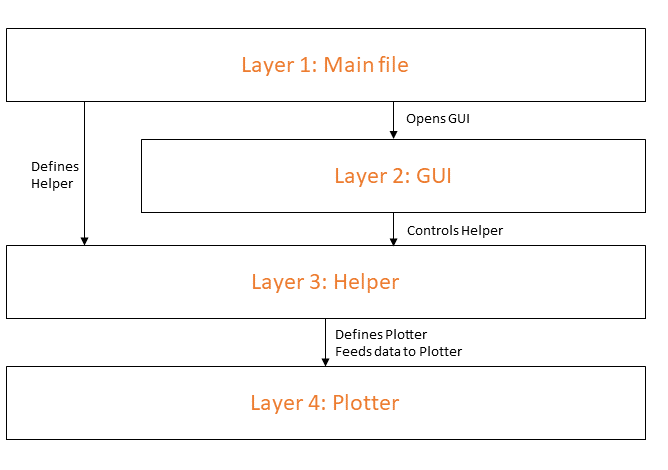 Layer 1: Main file
Opens GUI
Defines
Helper
Layer 2: GUI
Controls Helper
Layer 3: Helper
Defines Plotter
Feeds data to Plotter
Layer 4: Plotter